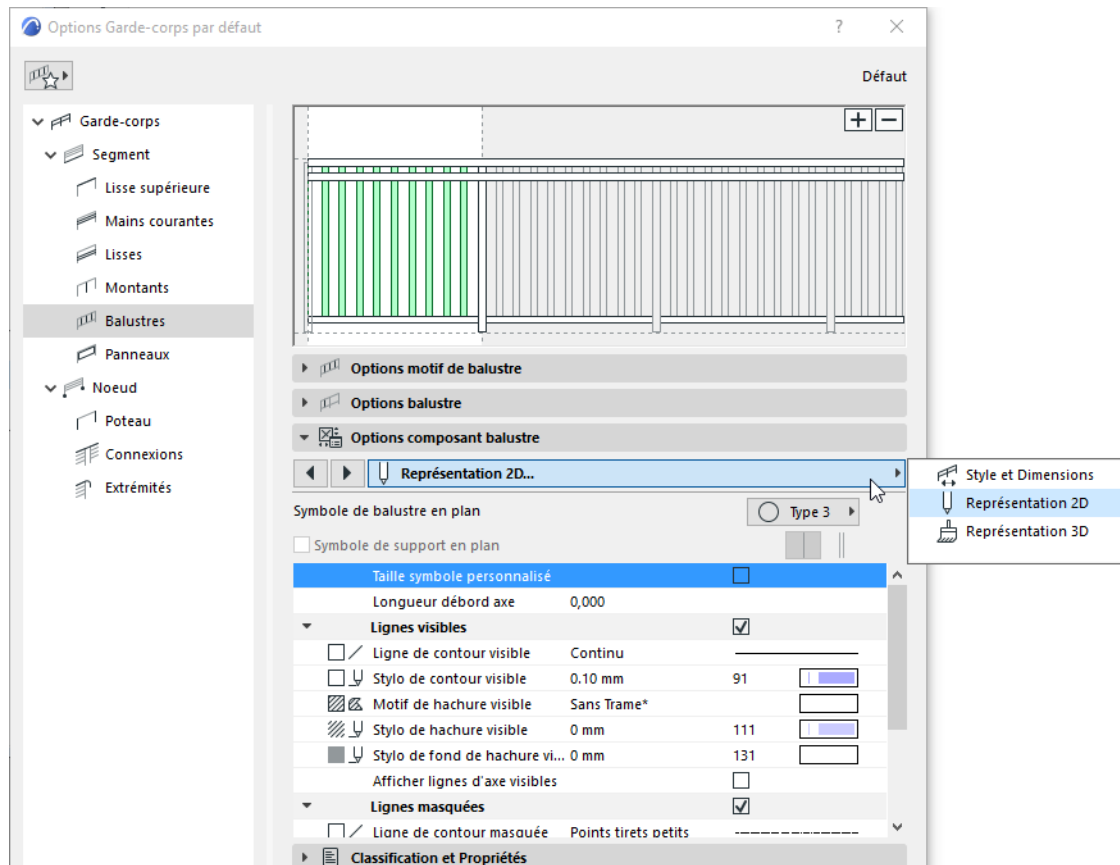 Options Garde-corps par défaut
?
Défaut
Garde-corps
Segment
Lisse supérieure
Mains courantes
Lisses
Montants
Balustres
Panneaux
Noeud
Poteau
Connexions
Extrémités
Options motif de balustre
Options balustre
Options composant balustre
Représentation 2D...
Style et Dimensions
Représentation 2D
Représentation 3D
Symbole de balustre en plan Type 3
Symbole de support en plan
Taille symbole personnalisé
Longueur débord axe 0,000
Lignes visibles
Ligne de contour visible Continu
Stylo de contour visible 0.10 mm 91
Motif de hachure visible Sans Trame*
Stylo de hachure visible 0 mm 111
Stylo de fond de hachure vi... 0 mm 131
Afficher lignes d'axe visibles
Lignes masquées
Ligne de contour masquée Points tirets petits
Classification et Propriétés